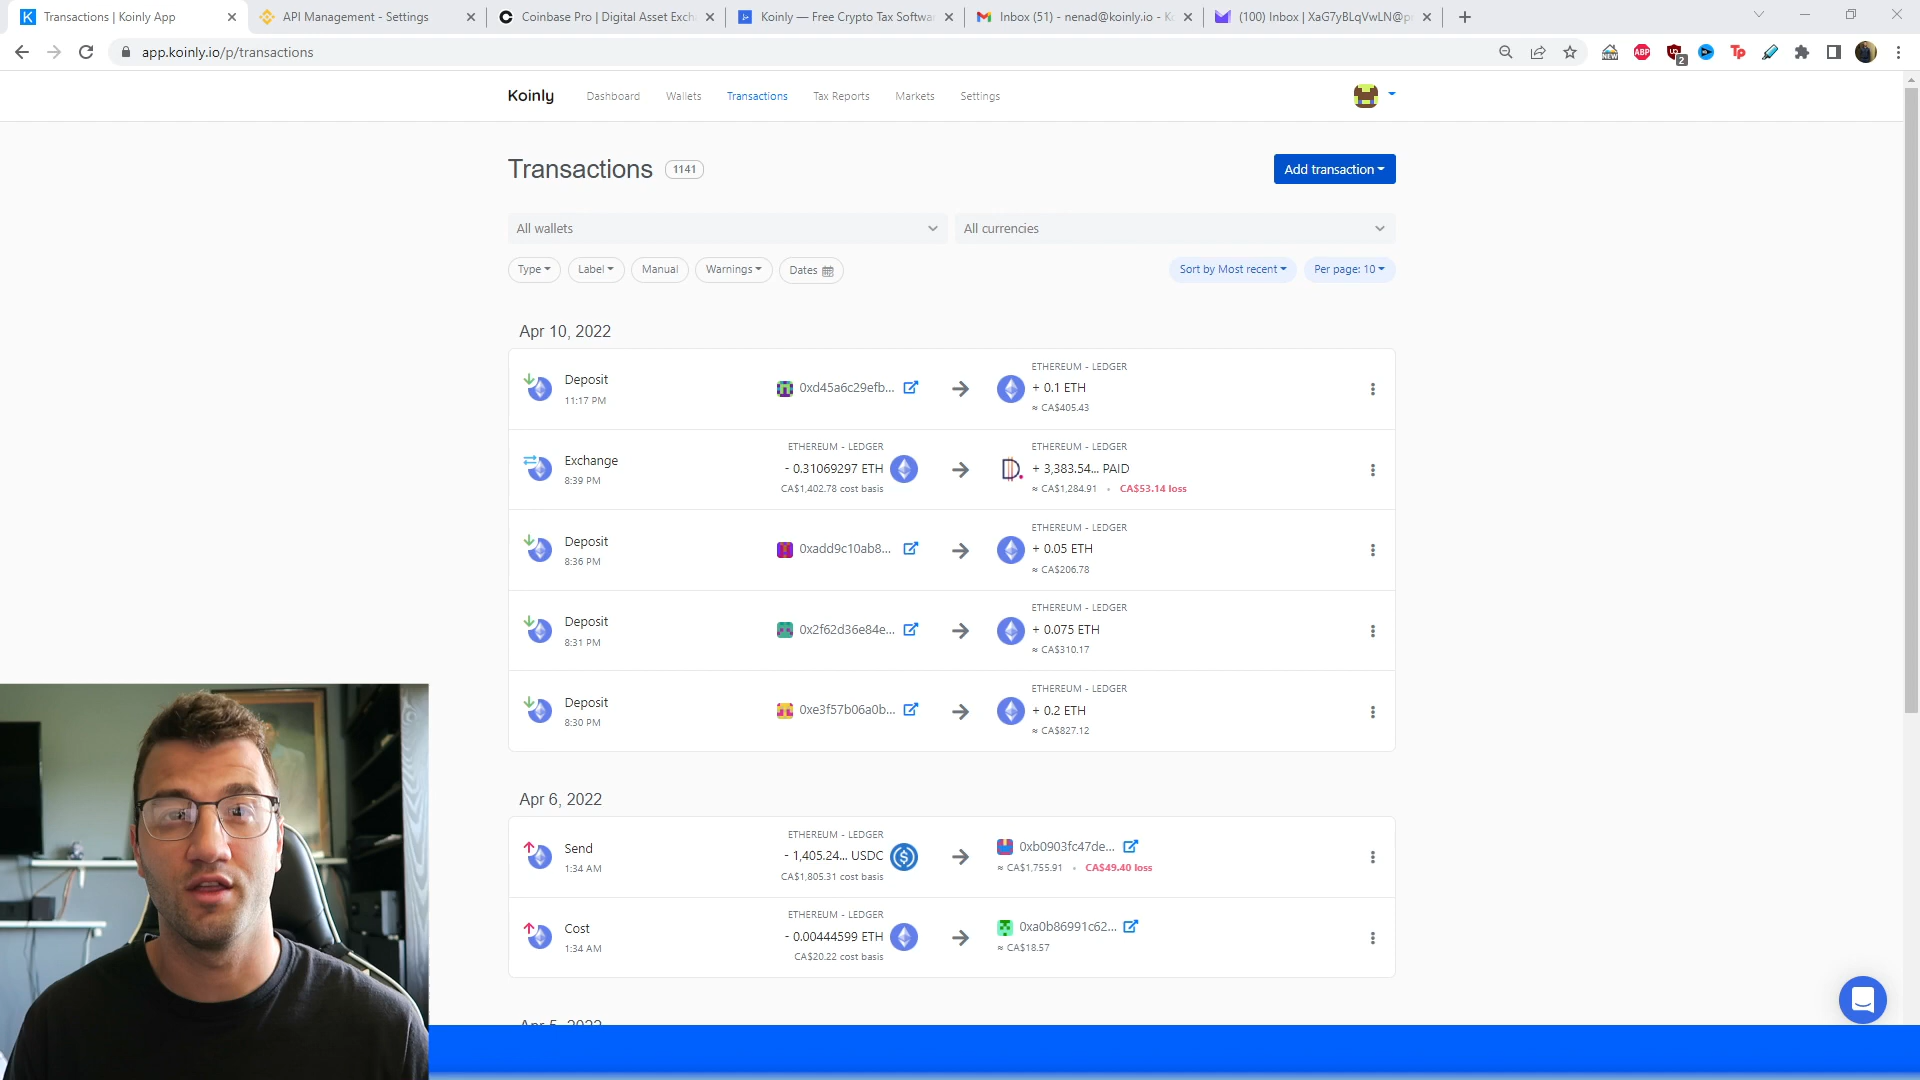 Transactions | Koinly App
API Management - Settings
Coinbase Pro | Digital Asset Exch
Koinly — Free Crypto Tax Softwa
Inbox (51) - nenad@koinly.io - Ko
(100) Inbox | XaG7yBLqVwLN@p
app.koinly.io/p/transactions
NEW
ABP
2
Tp
Koinly
Dashboard
Wallets
Transactions
Tax Reports
Markets
Settings
Transactions
1141
Add transaction
All wallets
All currencies
Type
Label
Manual
Warnings
Dates
Sort by Most recent
Per page: 10
Apr 10, 2022
Deposit
11:17 PM
0xd45a6c29efb...
ETHEREUM - LEDGER
+ 0.1 ETH
≈ CA$405.43
Exchange
8:39 PM
ETHEREUM - LEDGER
- 0.31069297 ETH
CA$1,402.78 cost basis
ETHEREUM - LEDGER
+ 3,383.54... PAID
≈ CA$1,284.91 • CA$53.14 loss
Deposit
8:36 PM
0xadd9c10ab8...
ETHEREUM - LEDGER
+ 0.05 ETH
≈ CA$206.78
Deposit
8:31 PM
0x2f62d36e84e...
ETHEREUM - LEDGER
+ 0.075 ETH
≈ CA$310.17
Deposit
8:30 PM
0xe3f57b06a0b...
ETHEREUM - LEDGER
+ 0.2 ETH
≈ CA$827.12
Apr 6, 2022
Send
1:34 AM
ETHEREUM - LEDGER
- 1,405.24... USDC
CA$1,805.31 cost basis
0xb0903fc47de...
≈ CA$1,755.91 • CA$49.40 loss
Cost
1:34 AM
ETHEREUM - LEDGER
- 0.00444599 ETH
CA$20.22 cost basis
0xa0b86991c62...
≈ CA$18.57
Apr 5, 2022